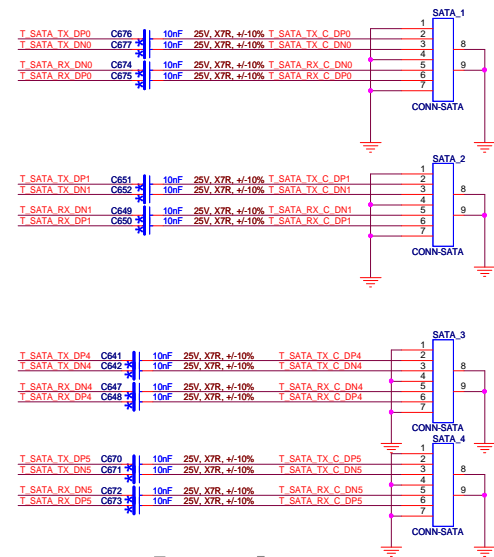 SATA_1
T_SATA_TX_DP0 C676 10nF 25V, X7R, +/-10% T_SATA_TX_C_DP0 1
T_SATA_TX_DN0 C677 10nF 25V, X7R, +/-10% T_SATA_TX_C_DN0 2
3 8
4
T_SATA_RX_DN0 C674 10nF 25V, X7R, +/-10% T_SATA_RX_C_DN0 5 9
T_SATA_RX_DP0 C675 10nF 25V, X7R, +/-10% T_SATA_RX_C_DP0 6
7
CONN-SATA
SATA_2
1
T_SATA_TX_DP1 C651 10nF 25V, X7R, +/-10% T_SATA_TX_C_DP1 2
T_SATA_TX_DN1 C652 10nF 25V, X7R, +/-10% T_SATA_TX_C_DN1 3 8
4
T_SATA_RX_DN1 C649 10nF 25V, X7R, +/-10% T_SATA_RX_C_DN1 5 9
T_SATA_RX_DP1 C650 10nF 25V, X7R, +/-10% T_SATA_RX_C_DP1 6
7
CONN-SATA
SATA_3
1
T_SATA_TX_DP4 C641 10nF 25V, X7R, +/-10% T_SATA_TX_C_DP4 2
T_SATA_TX_DN4 C642 10nF 25V, X7R, +/-10% T_SATA_TX_C_DN4 3 8
4
T_SATA_RX_DN4 C647 10nF 25V, X7R, +/-10% T_SATA_RX_C_DN4 5 9
T_SATA_RX_DP4 C648 10nF 25V, X7R, +/-10% T_SATA_RX_C_DP4 6
7
CONN-SATA
SATA_4
1
T_SATA_TX_DP5 C670 10nF 25V, X7R, +/-10% T_SATA_TX_C_DP5 2
T_SATA_TX_DN5 C671 10nF 25V, X7R, +/-10% T_SATA_TX_C_DN5 3 8
4
T_SATA_RX_DN5 C672 10nF 25V, X7R, +/-10% T_SATA_RX_C_DN5 5 9
T_SATA_RX_DP5 C673 10nF 25V, X7R, +/-10% T_SATA_RX_C_DP5 6
7
CONN-SATA